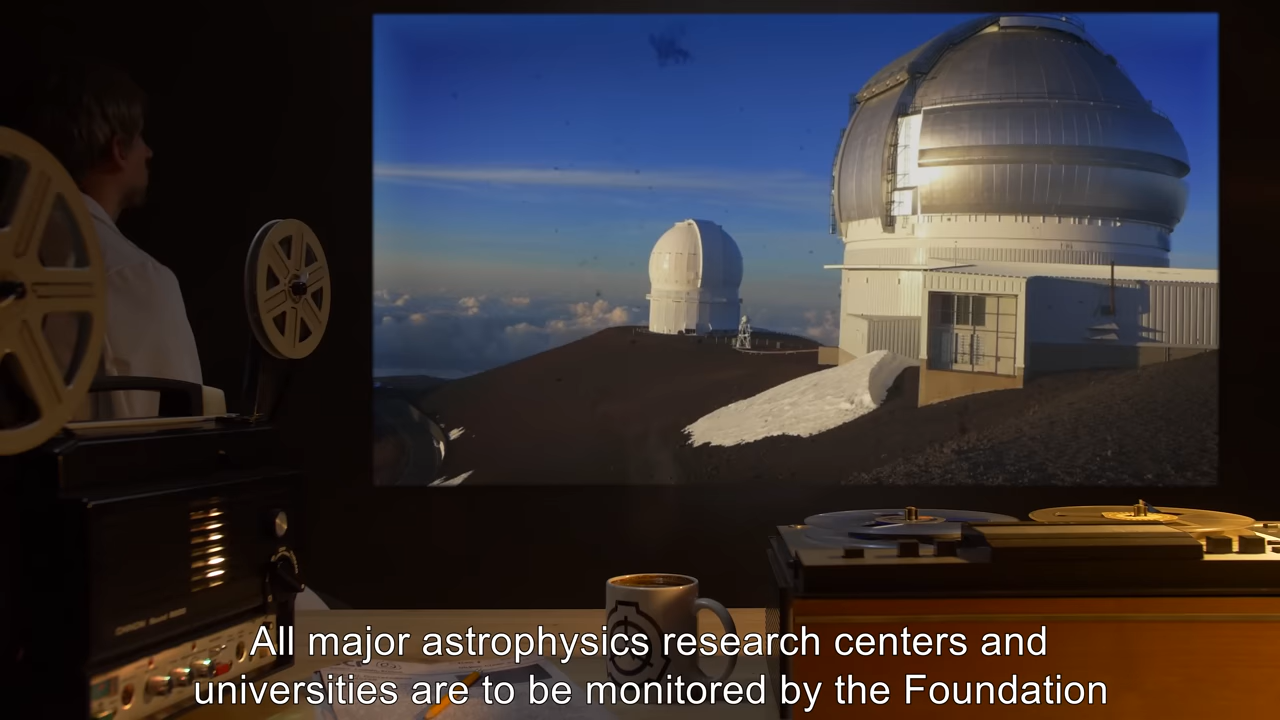 All major astrophysics research centers and
universities are to be monitored by the Foundation